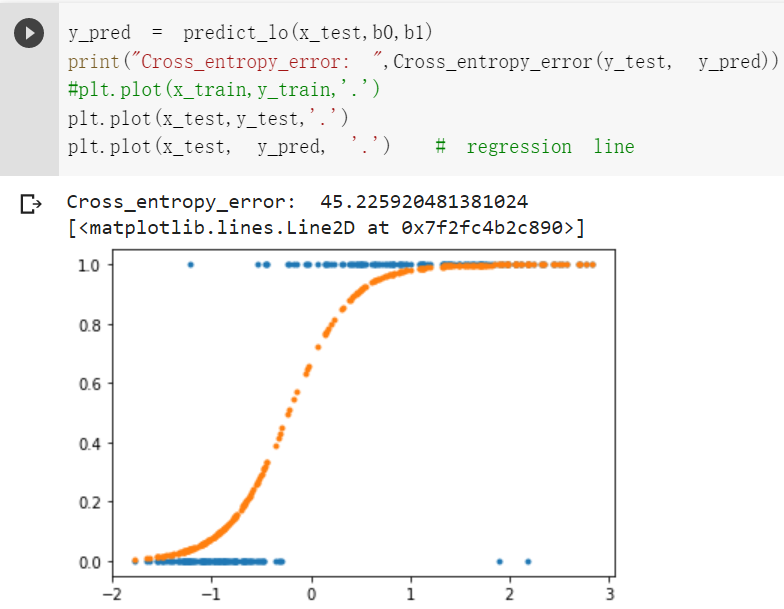 y_pred = predict_lo(x_test,b0,b1)
print("Cross_entropy_error: ",Cross_entropy_error(y_test, y_pred))
#plt.plot(x_train,y_train,'.')
plt.plot(x_test,y_test,'.')
plt.plot(x_test, y_pred, '.') # regression line
Cross_entropy_error: 45.225920481381024
[<matplotlib.lines.Line2D at 0x7f2fc4b2c890>]
1.0
0.8
0.6
0.4
0.2
0.0
−2 −1 0 1 2 3